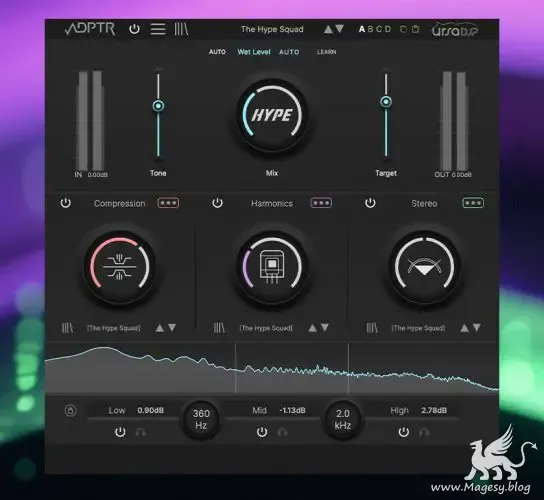 ADPTR
The Hype Squad
A B C D
ursa DSP
AUTO Wet Level AUTO LEARN
HYPE
IN 0.00dB
Tone
Mix
Target
OUT 0.00dB
Compression
Harmonics
Stereo
[The Hype Squad]
[The Hype Squad]
[The Hype Squad]
Low 0.90dB
360 Hz
Mid -1.13dB
2.0 kHz
High 2.78dB
www.Magesy.blog